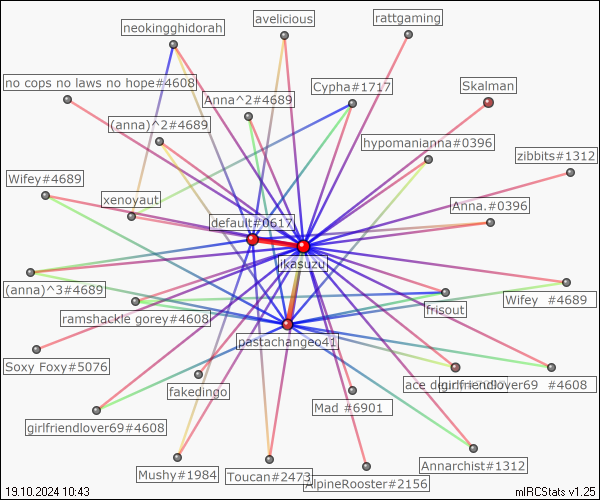 avelicious
rattgaming
neokingghidorah
no cops no laws no hope#4608
Cypha#1717
Skalman
Anna^2#4689
(anna)^2#4689
hypomanianna#0396
zibbits#1312
Wifey#4689
xenoyaut
Anna.#0396
default#0617
ikasuzu
(anna)^3#4689
Wifey #4689
frisout
ramshackle gorey#4608
pastachangeo41
Soxy Foxy#5076
ace de
girlfriendlover69 #4608
fakedingo
Mad #6901
girlfriendlover69#4608
Annarchist#1312
Mushy#1984
Toucan#2473
AlpineRooster#2156
19.10.2024 10:43
mIRCStats v1.25